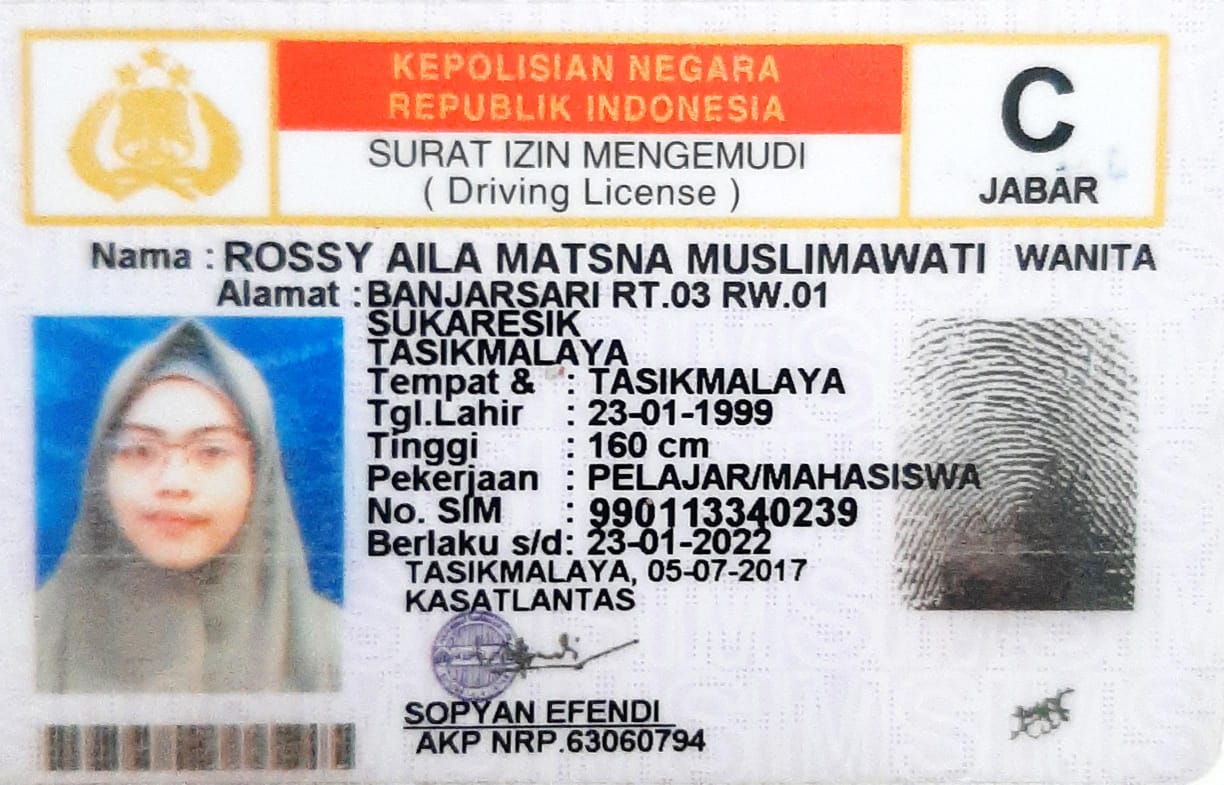 KEPOLISIAN NEGARA
REPUBLIK INDONESIA
SURAT IZIN MENGEMUDI
( Driving License )
C
JABAR
Nama : ROSSY AILA MATSNA MUSLIMAWATI WANITA
Alamat : BANJARSARI RT.03 RW.01
SUKARESIK
TASIKMALAYA
Tempat & : TASIKMALAYA
Tgl.Lahir : 23-01-1999
Tinggi : 160 cm
Pekerjaan : PELAJAR/MAHASISWA
No. SIM : 990113340239
Berlaku s/d: 23-01-2022
TASIKMALAYA, 05-07-2017
KASATLANTAS
SOPYAN EFENDI
AKP NRP.63060794